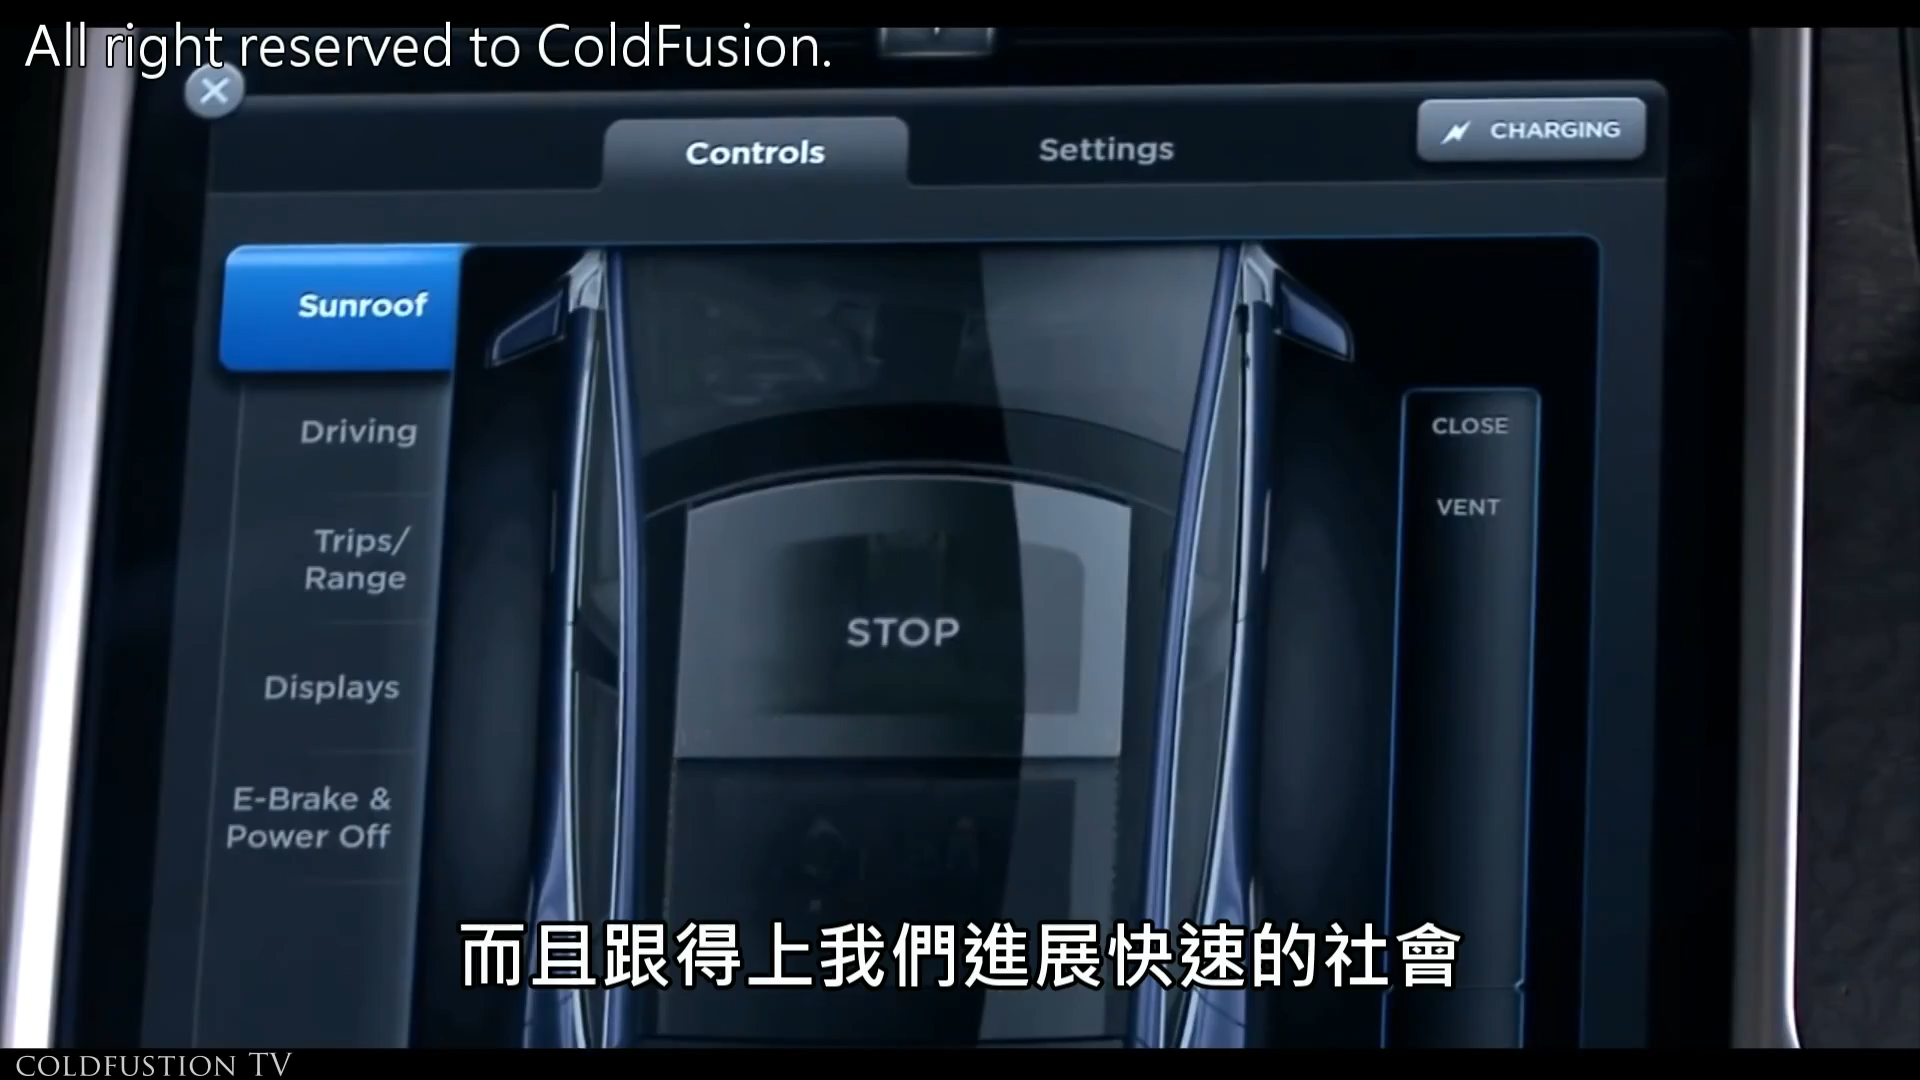 All right reserved to ColdFusion.
Controls
Settings
CHARGING
Sunroof
Driving
Trips/
Range
Displays
E-Brake &
Power Off
STOP
CLOSE
VENT
而且跟得上我們進展快速的社會
COLDFUSTION TV